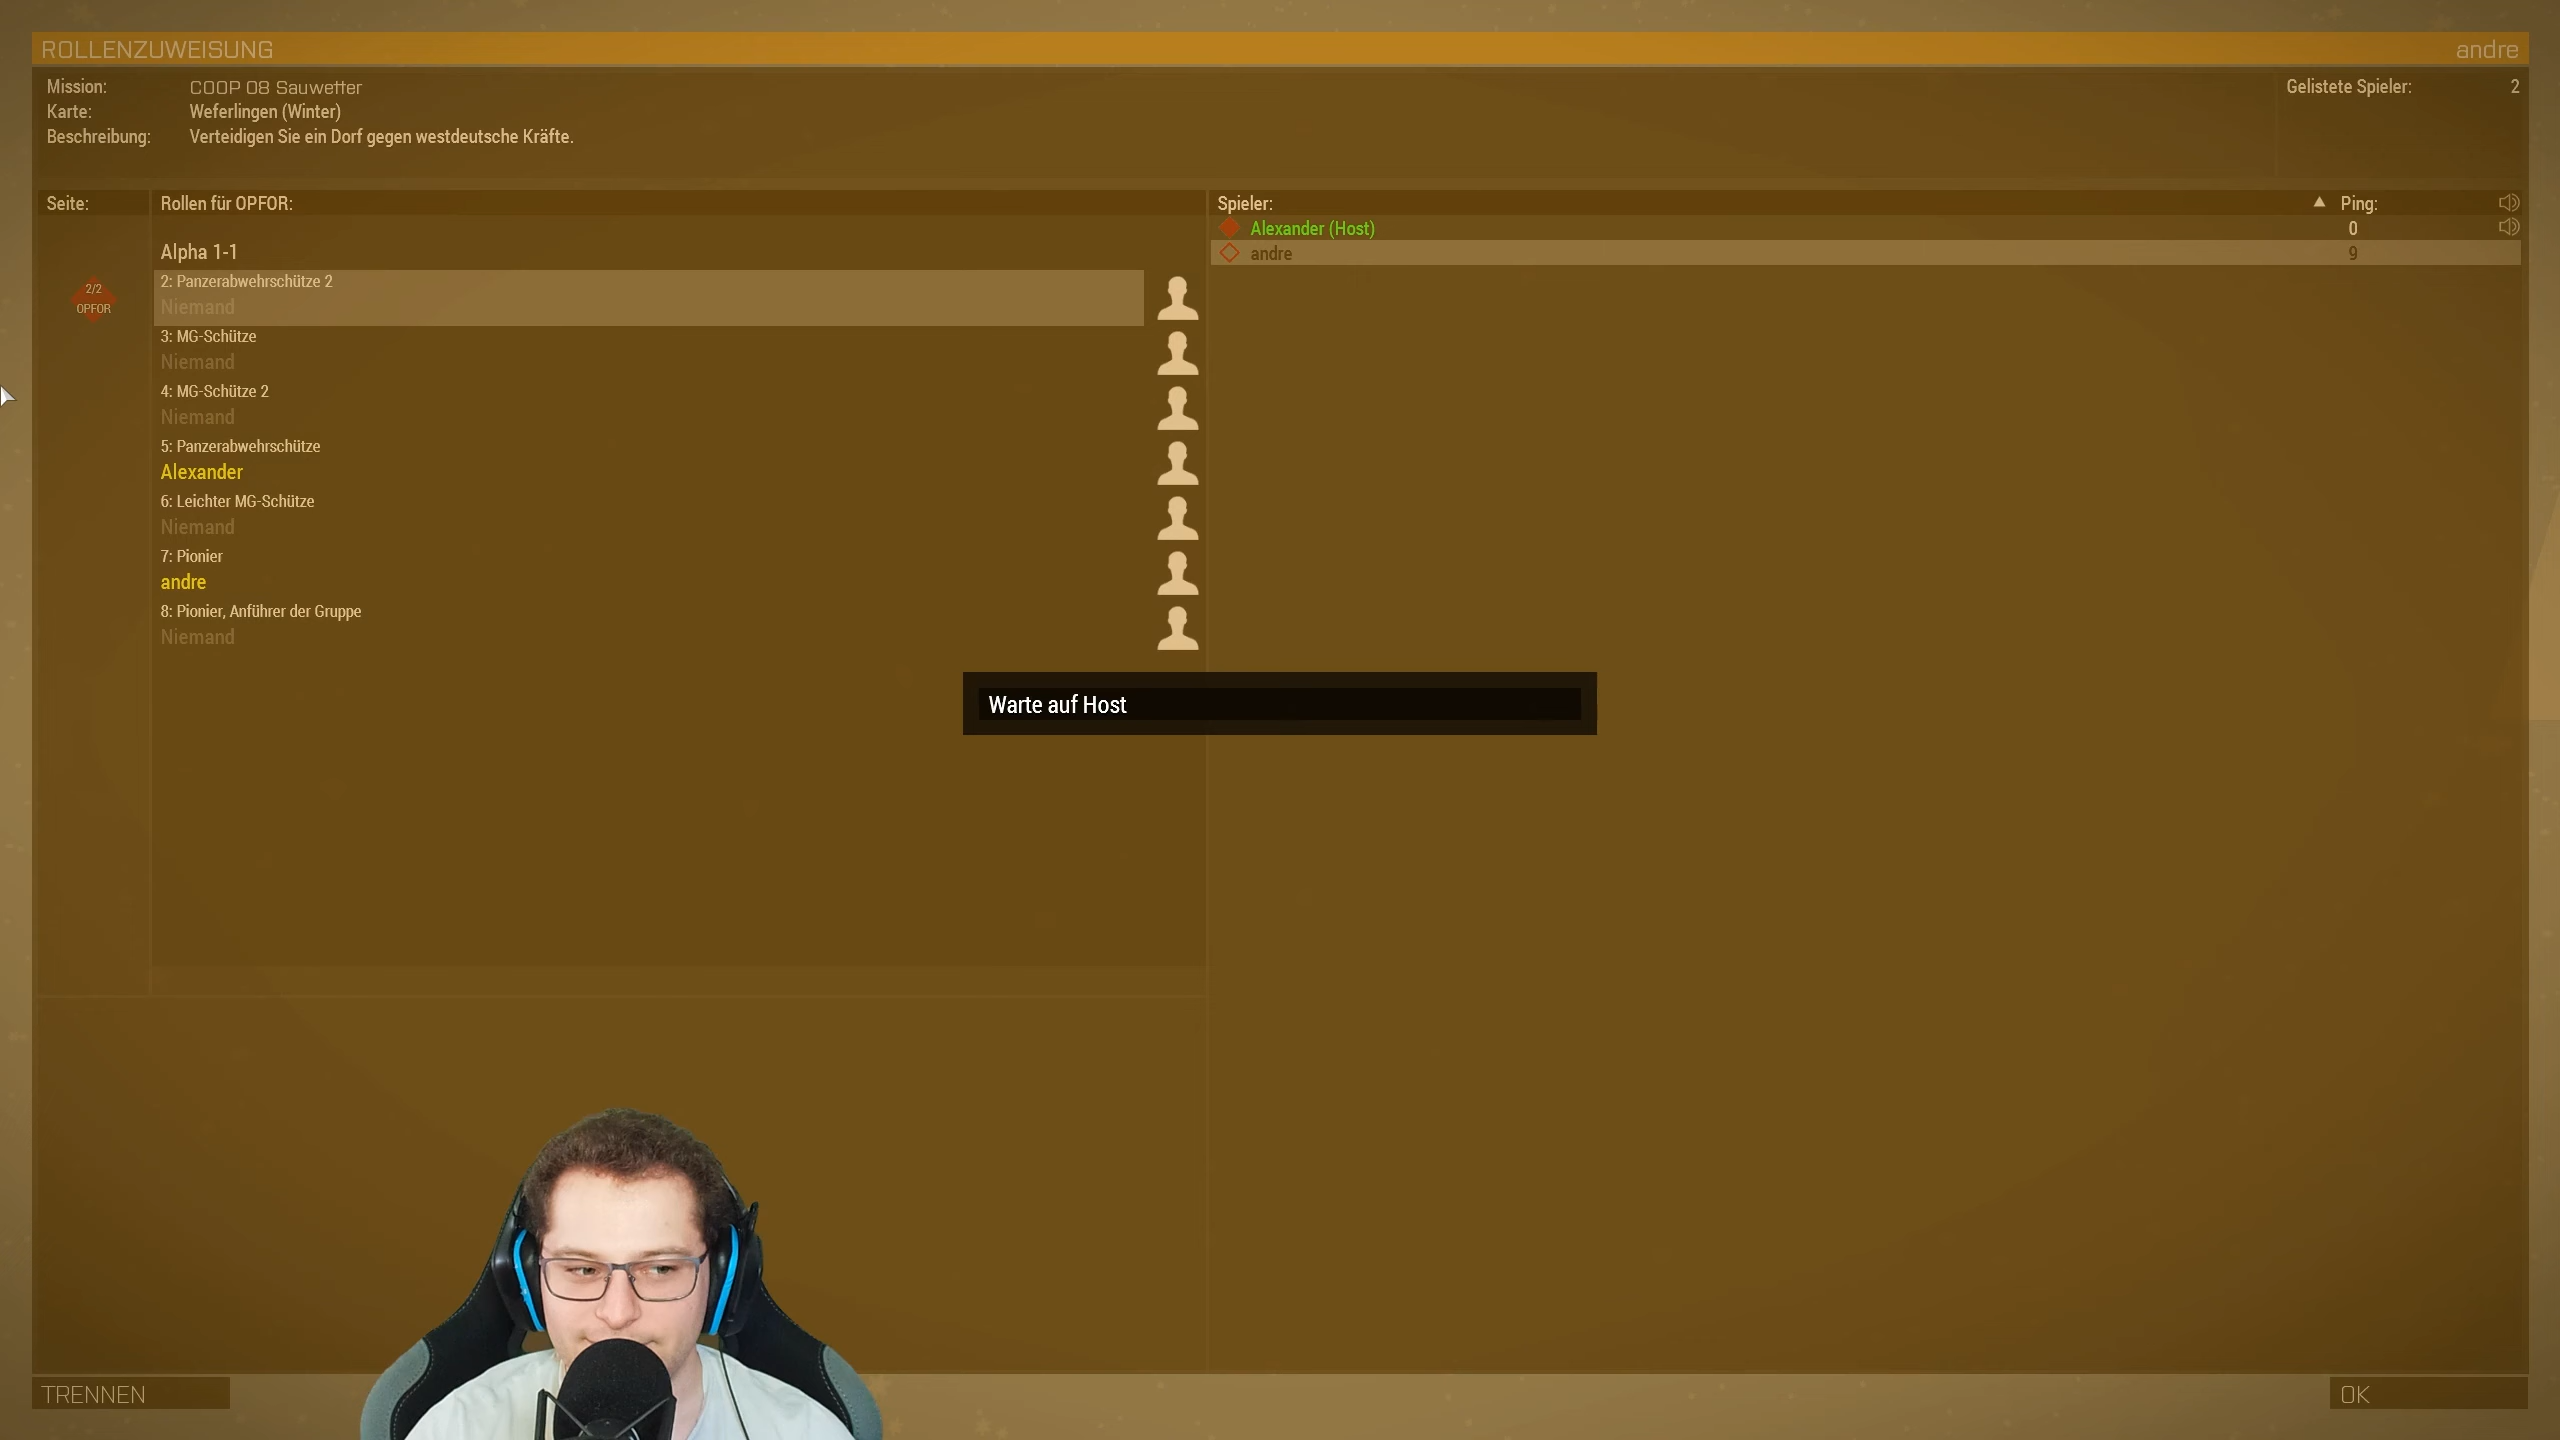 ROLLENZUWEISUNG
andre
Mission: COOP 08 Sauwetter
Gelistete Spieler: 2
Karte: Weferlingen (Winter)
Beschreibung: Verteidigen Sie ein Dorf gegen westdeutsche Kräfte.
Seite:
2/2
OPFOR
Rollen für OPFOR:
Alpha 1-1
2: Panzerabwehrschütze 2
Niemand
3: MG-Schütze
Niemand
4: MG-Schütze 2
Niemand
5: Panzerabwehrschütze
Alexander
6: Leichter MG-Schütze
Niemand
7: Pionier
andre
8: Pionier, Anführer der Gruppe
Niemand
Spieler: Ping:
Alexander (Host) 0
andre 9
Warte auf Host
TRENNEN
OK